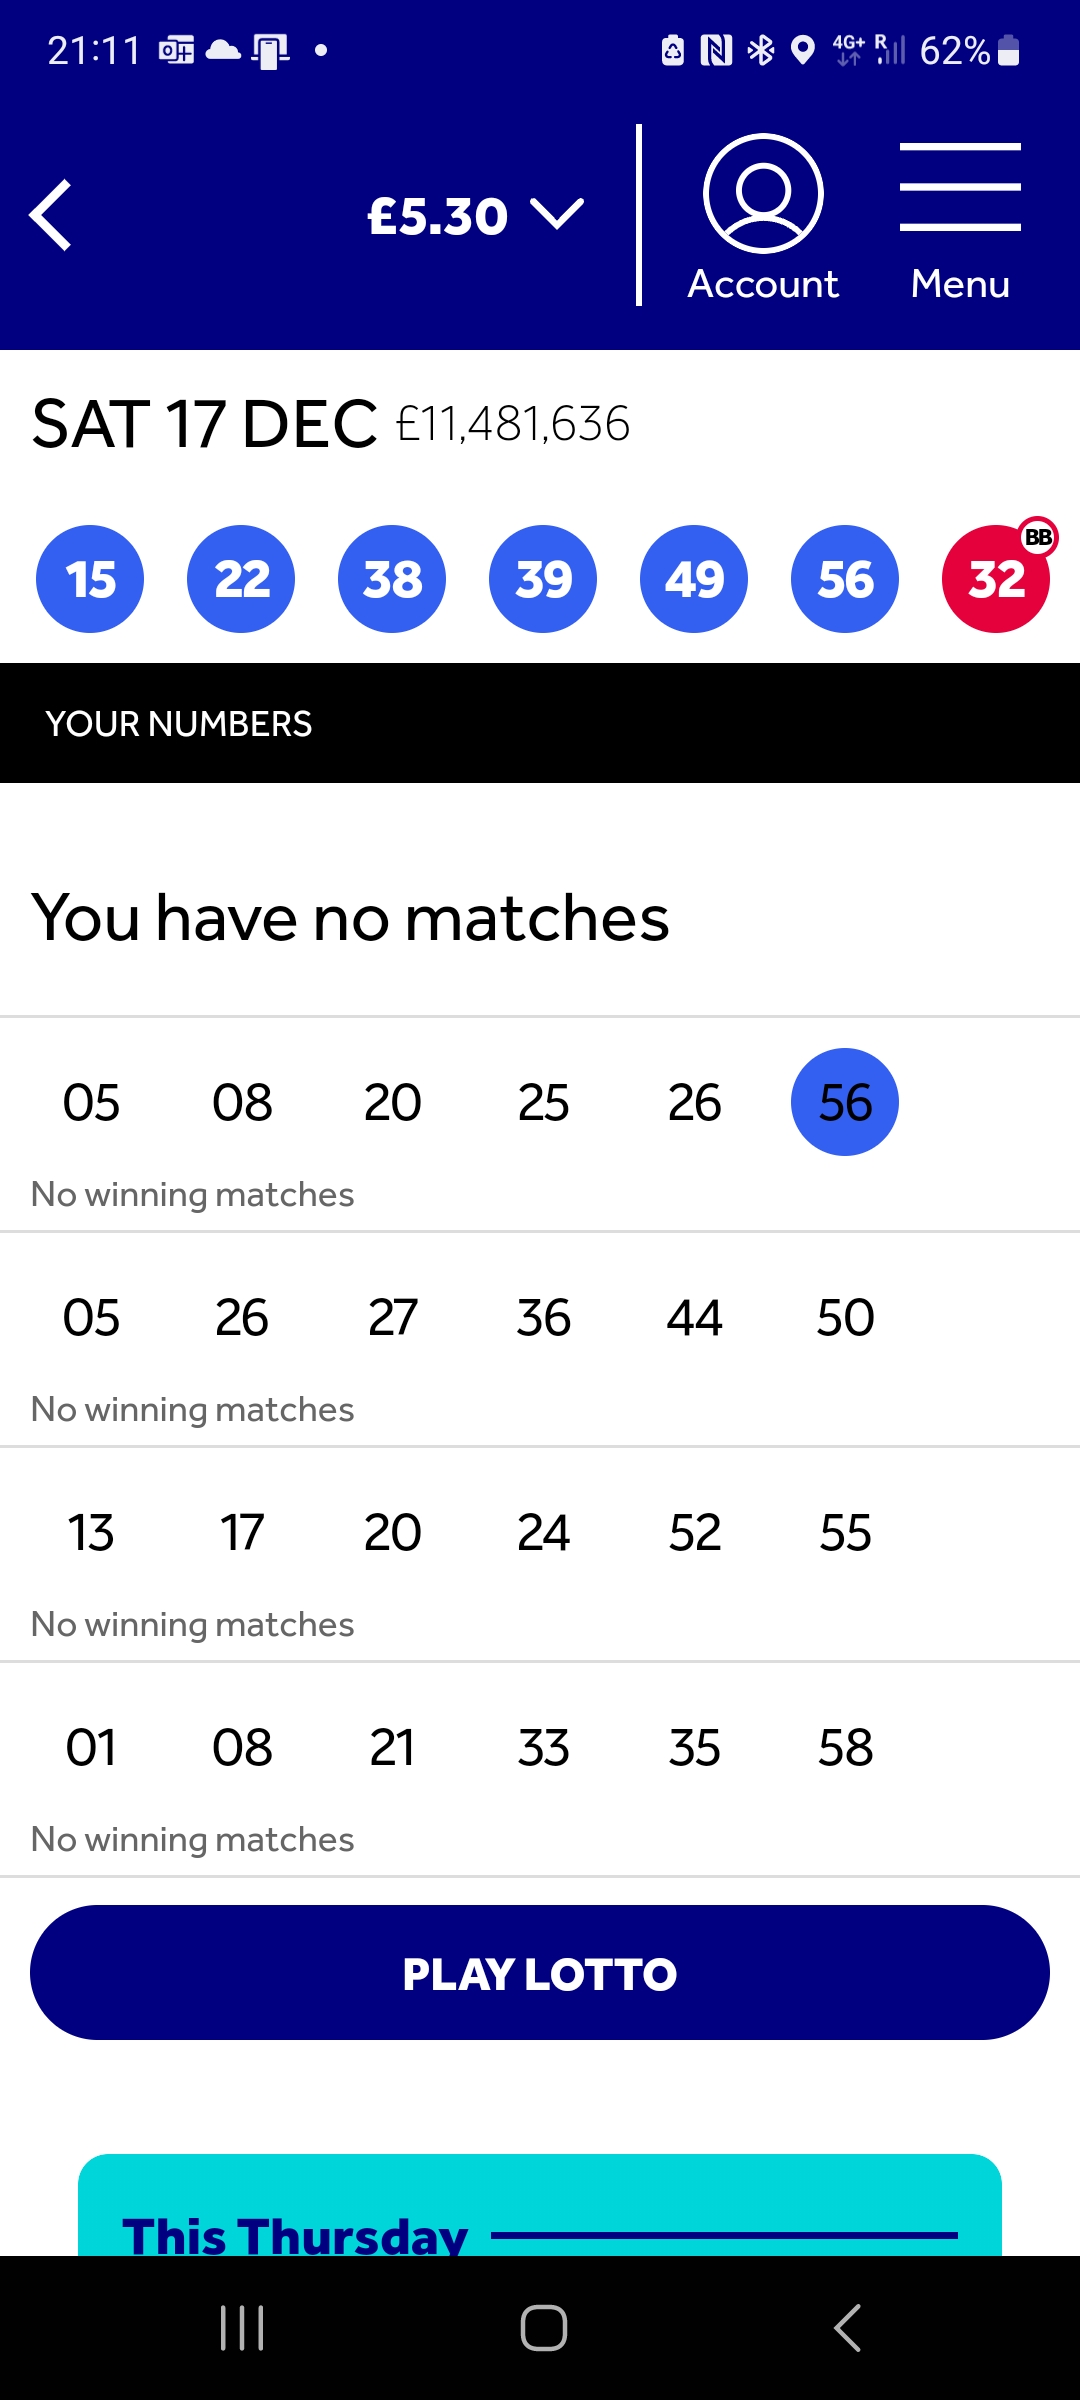 21:11 4G+ R 62%
£5.30
Account Menu
SAT 17 DEC £11,481,636
15 22 38 39 49 56 32 BB
YOUR NUMBERS
You have no matches
05 08 20 25 26 56
No winning matches
05 26 27 36 44 50
No winning matches
13 17 20 24 52 55
No winning matches
01 08 21 33 35 58
No winning matches
PLAY LOTTO
This Thursday